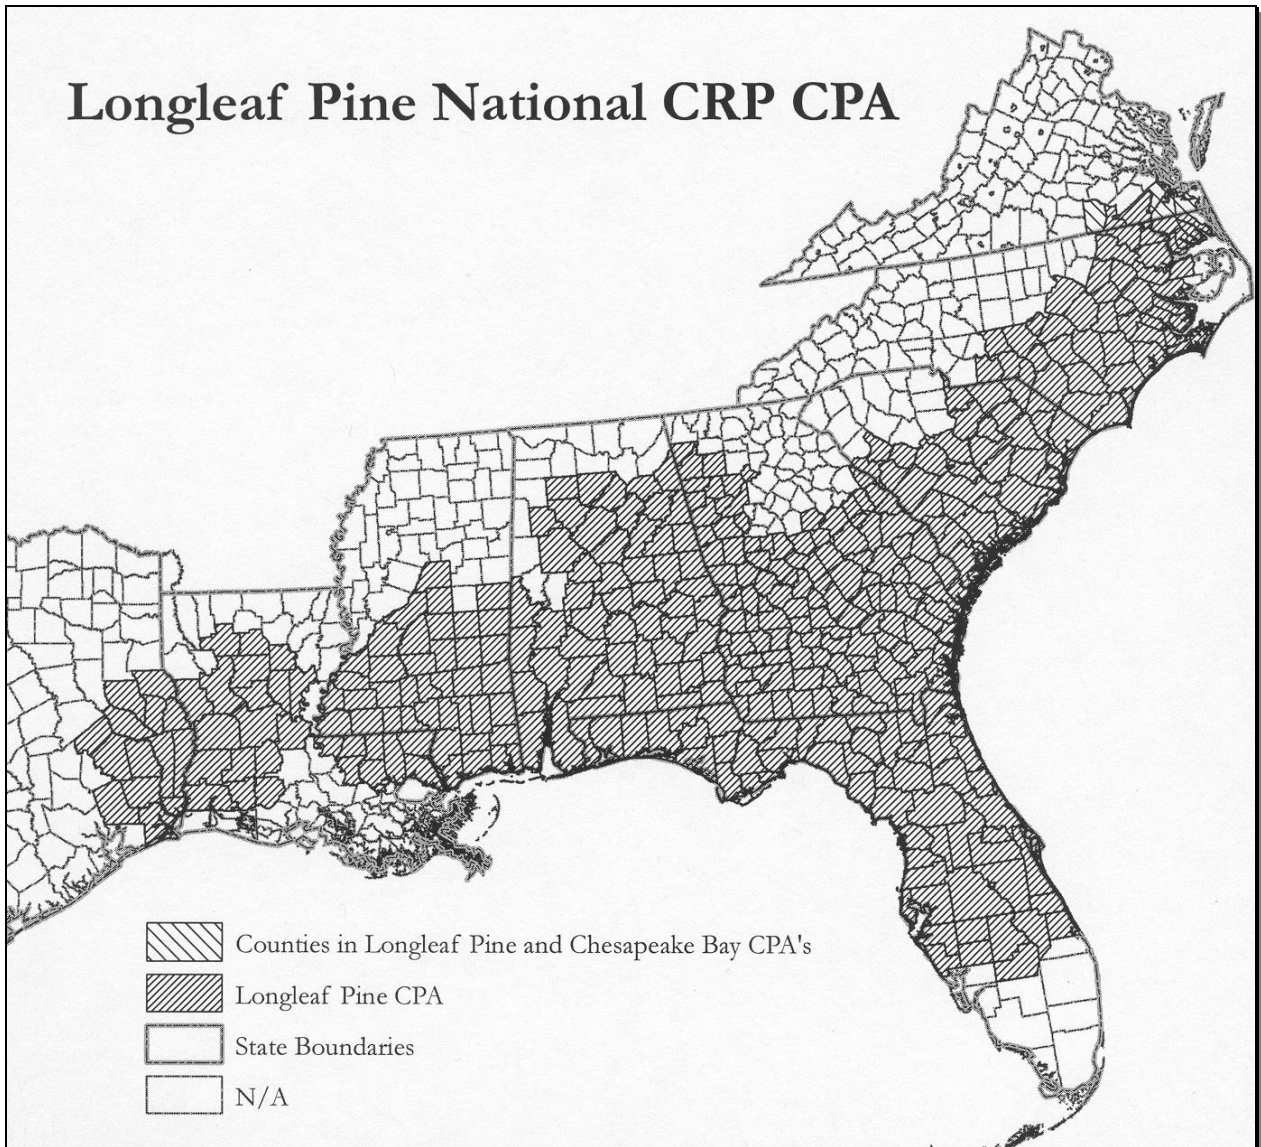 Longleaf Pine National CRP CPA
Counties in Longleaf Pine and Chesapeake Bay CPA's
Longleaf Pine CPA
State Boundaries
N/A